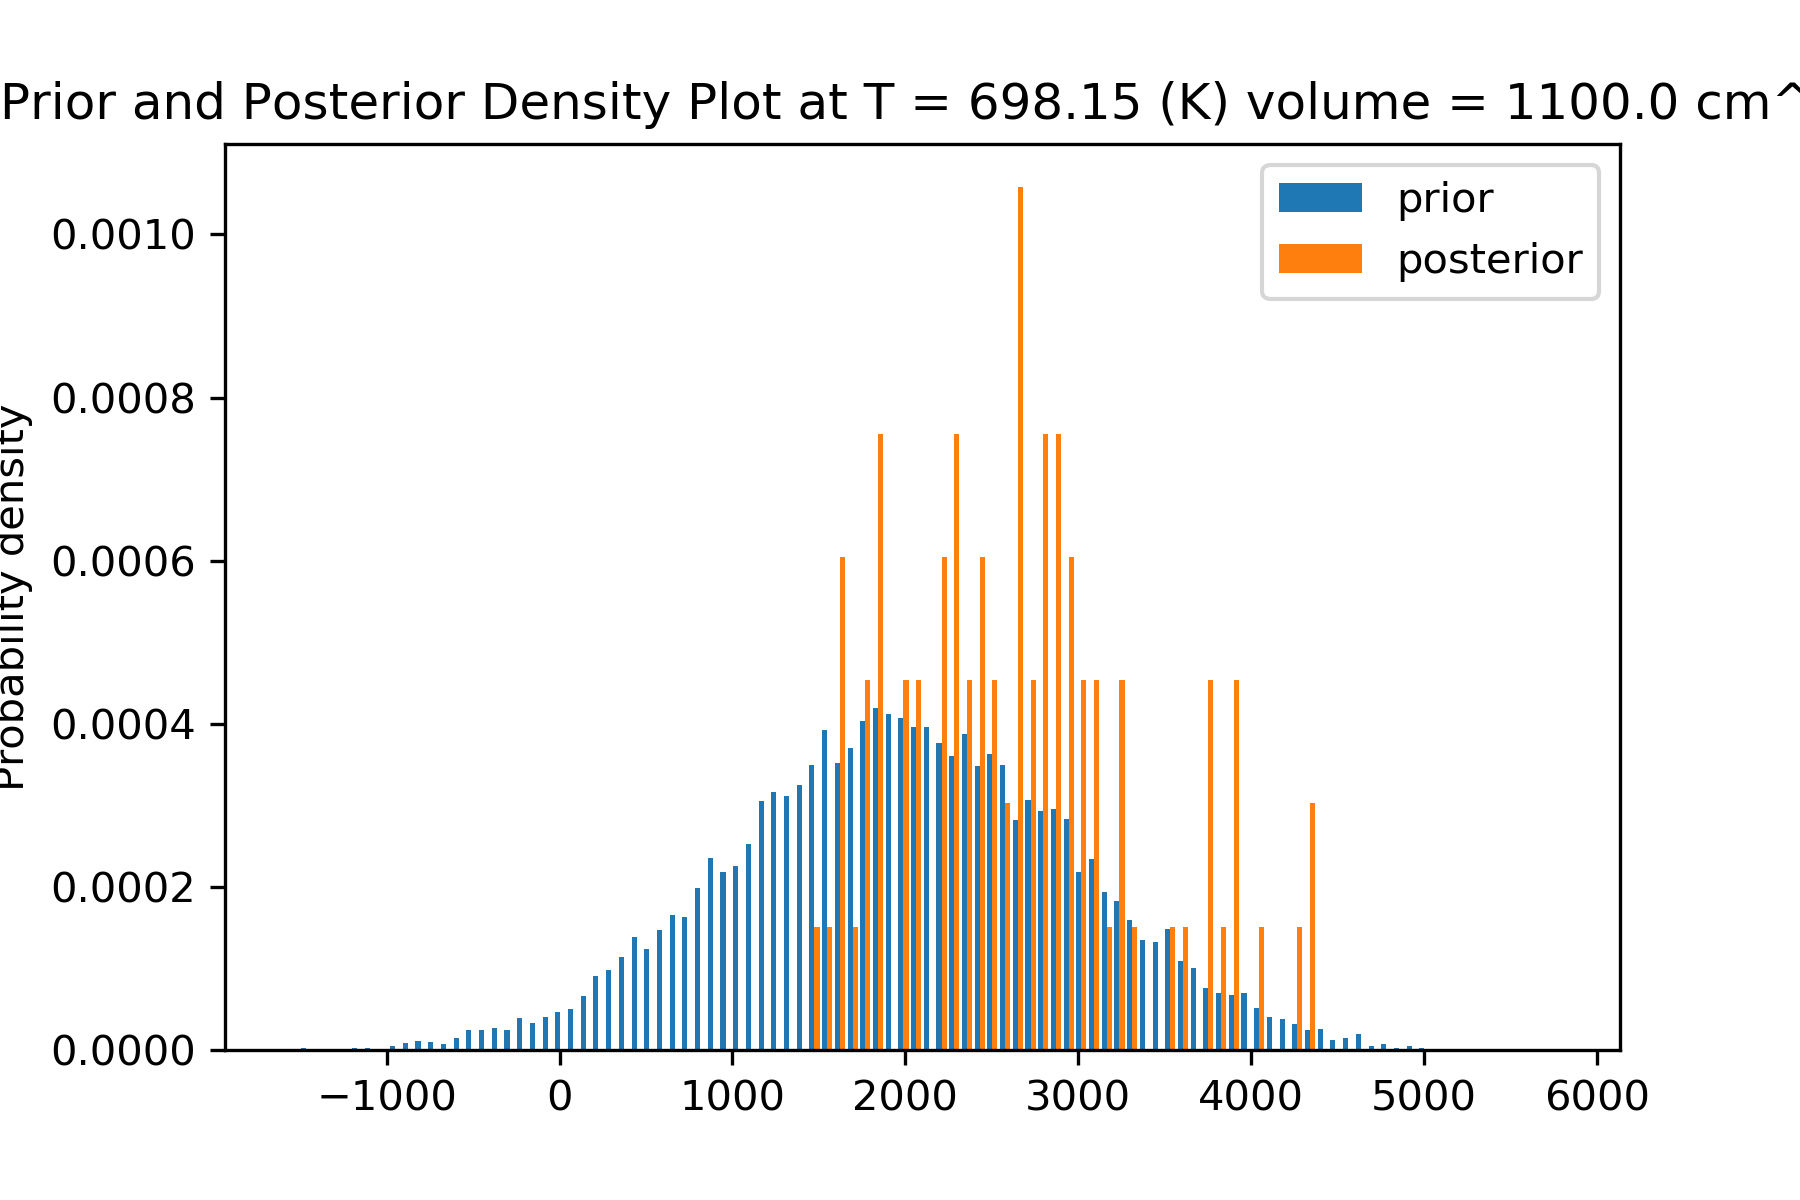 Prior and Posterior Density Plot at T = 698.15 (K) volume = 1100.0 cm^
prior
posterior
Probability density
0.0010
0.0008
0.0006
0.0004
0.0002
0.0000
−1000 0 1000 2000 3000 4000 5000 6000